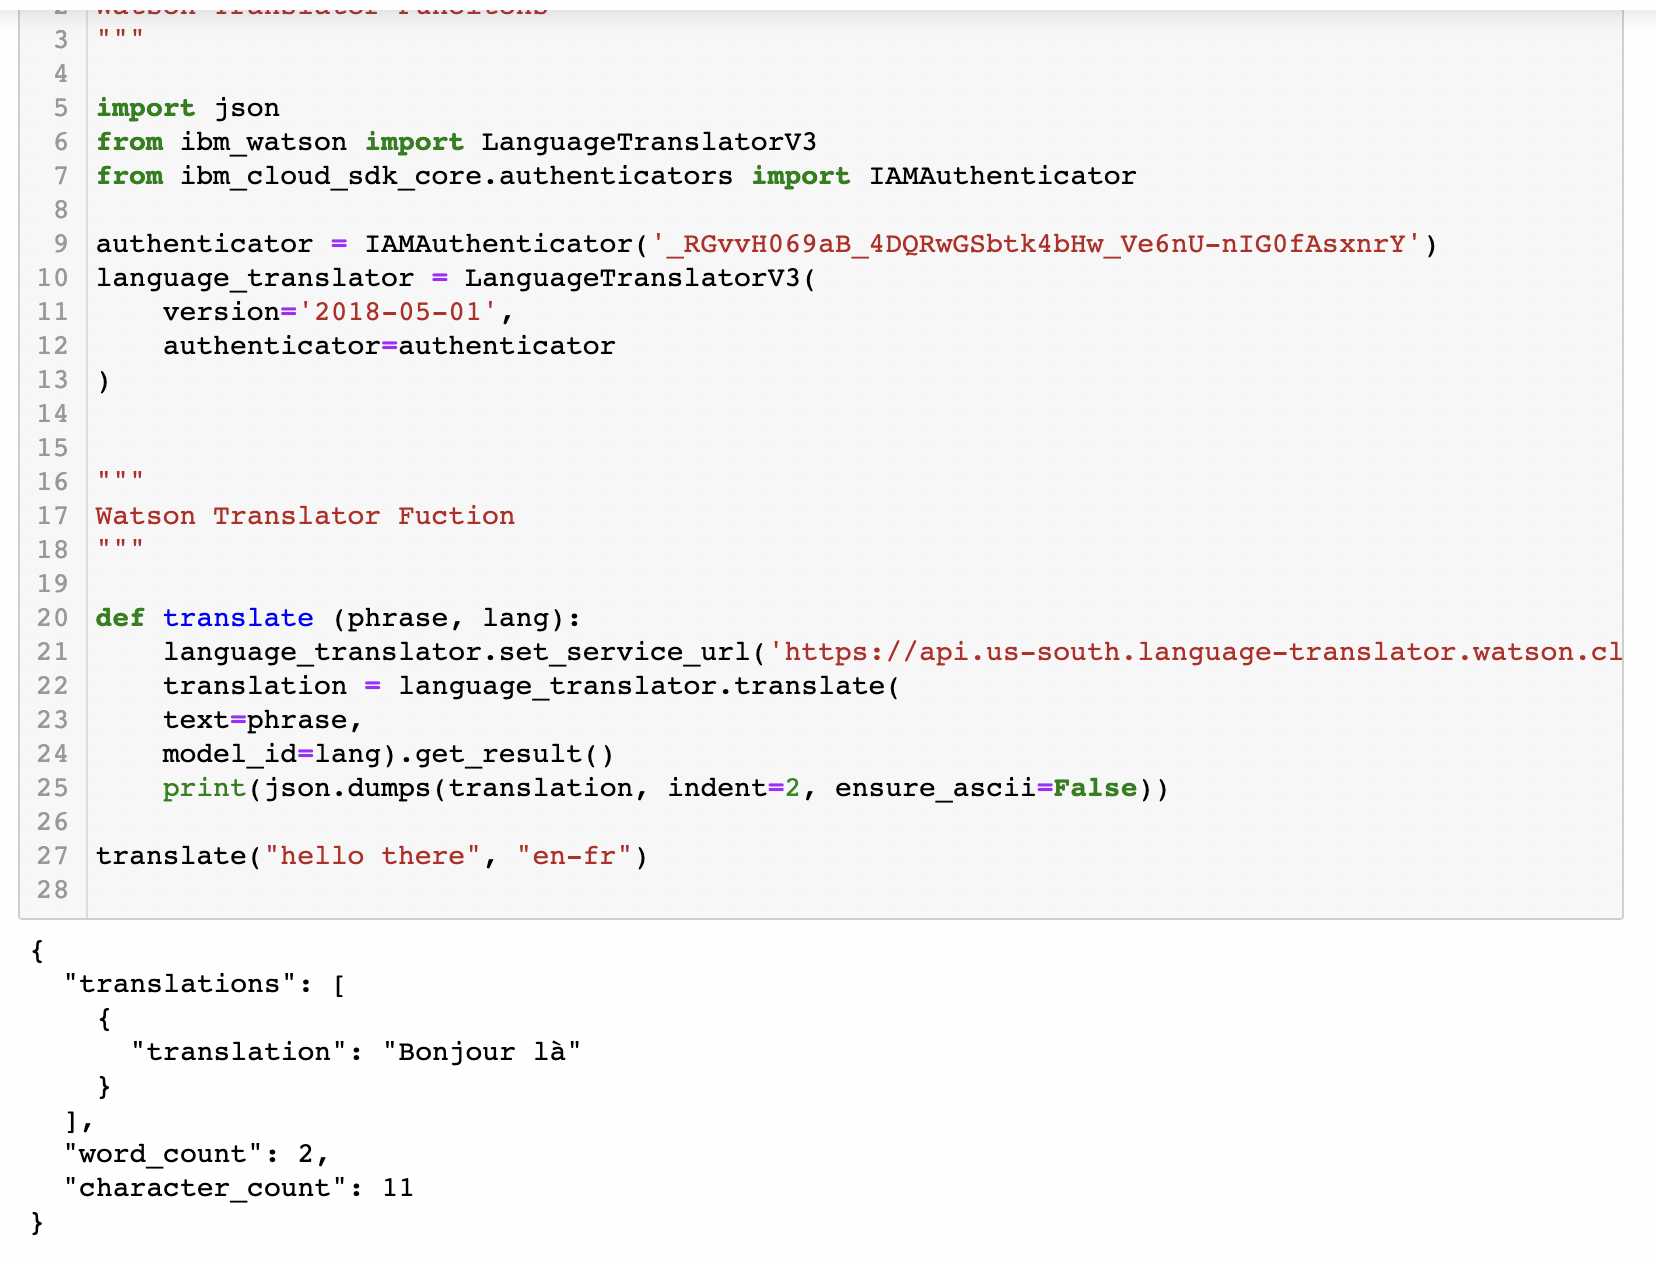 2 Watson Translator Funcitons
3 """
4
5 import json
6 from ibm_watson import LanguageTranslatorV3
7 from ibm_cloud_sdk_core.authenticators import IAMAuthenticator
8
9 authenticator = IAMAuthenticator('_RGvvH069aB_4DQRwGSbtk4bHw_Ve6nU-nIG0fAsxnrY')
10 language_translator = LanguageTranslatorV3(
11     version='2018-05-01',
12     authenticator=authenticator
13 )
14
15
16 """
17 Watson Translator Fuction
18 """
19
20 def translate (phrase, lang):
21     language_translator.set_service_url('https://api.us-south.language-translator.watson.cl
22     translation = language_translator.translate(
23     text=phrase,
24     model_id=lang).get_result()
25     print(json.dumps(translation, indent=2, ensure_ascii=False))
26
27 translate("hello there", "en-fr")
28
{
  "translations": [
    {
      "translation": "Bonjour là"
    }
  ],
  "word_count": 2,
  "character_count": 11
}